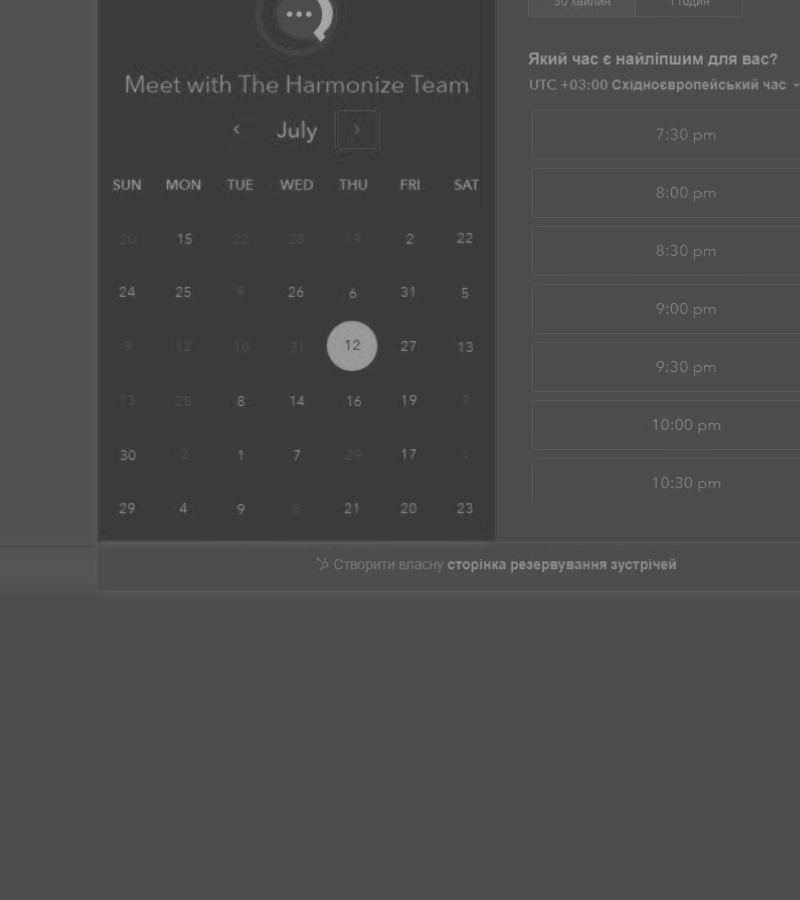 30 хвилин 1 годин
Який час є найліпшим для вас?
UTC +03:00 Східноєвропейський час
Meet with The Harmonize Team
July
SUN MON TUE WED THU FRI SAT
20 15 22 28 19 2 22
24 25 9 26 6 31 5
9 12 10 31 12 27 13
13 28 8 14 16 19 7
30 2 1 7 29 17 1
29 4 9 6 21 20 23
7:30 pm
8:00 pm
8:30 pm
9:00 pm
9:30 pm
10:00 pm
10:30 pm
Створити власну сторінка резервування зустрічей